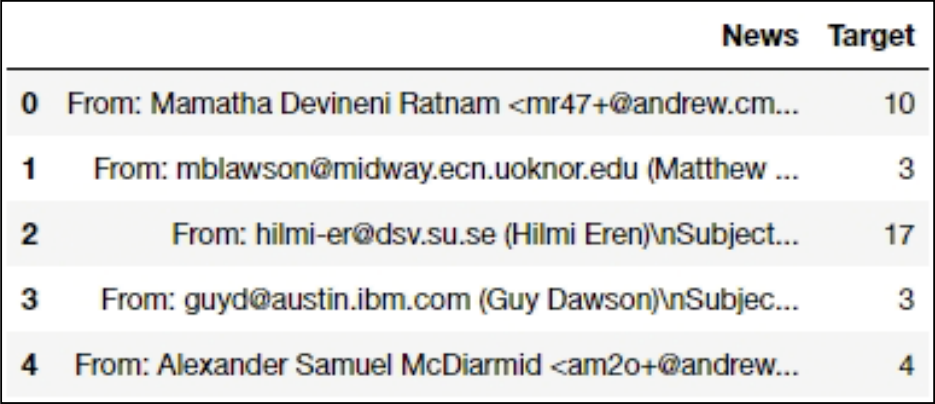 News Target
0 From: Mamatha Devineni Ratnam <mr47+@andrew.cm... 10
1 From: mblawson@midway.ecn.uoknor.edu (Matthew ... 3
2 From: hilmi-er@dsv.su.se (Hilmi Eren)\nSubject... 17
3 From: guyd@austin.ibm.com (Guy Dawson)\nSubjec... 3
4 From: Alexander Samuel McDiarmid <am2o+@andrew... 4